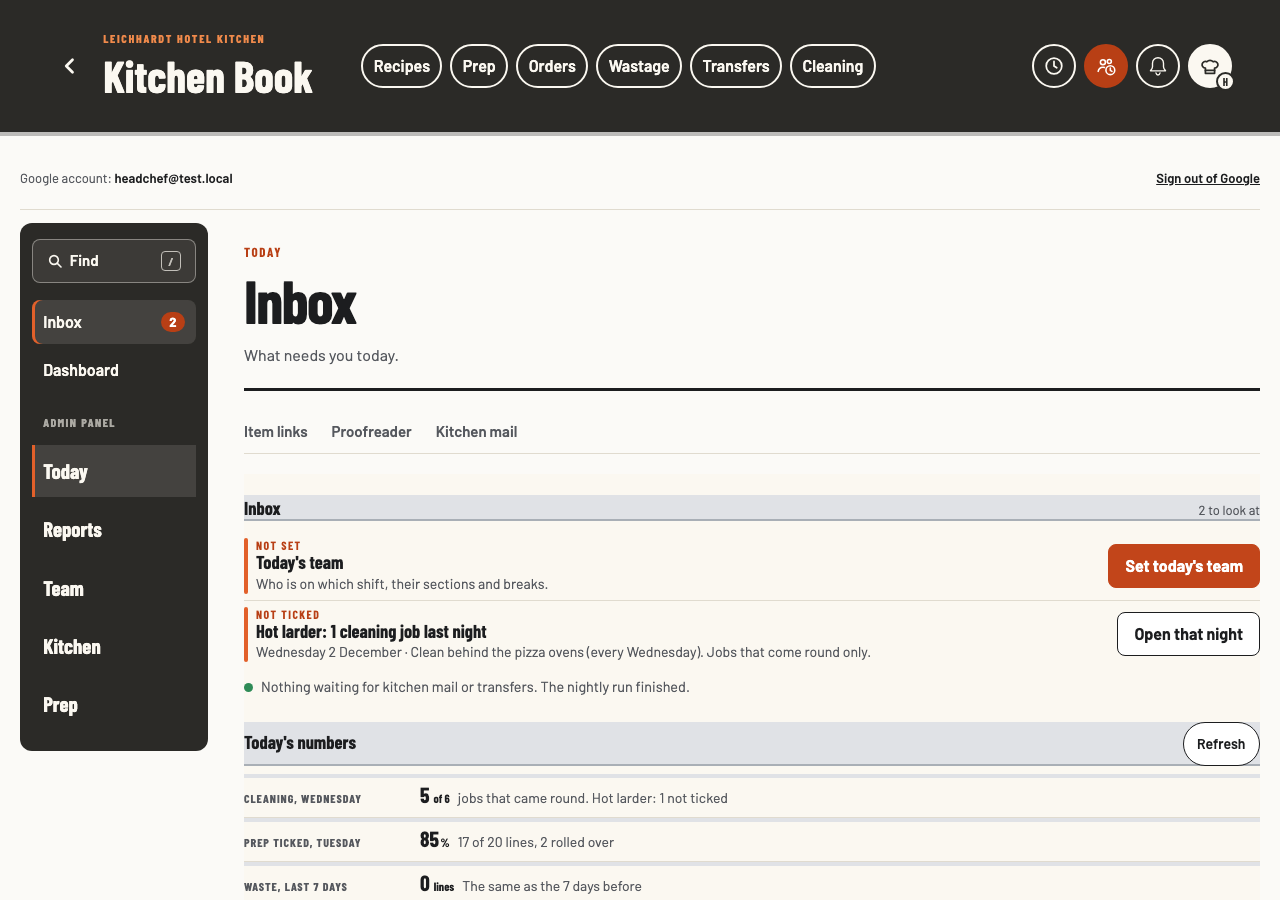 LEICHHARDT HOTEL KITCHEN
Kitchen Book
Recipes
Prep
Orders
Wastage
Transfers
Cleaning
H
Google account: headchef@test.local
Sign out of Google
Find /
Inbox 2
Dashboard
ADMIN PANEL
Today
Reports
Team
Kitchen
Prep
TODAY
Inbox
What needs you today.
Item links
Proofreader
Kitchen mail
Inbox
2 to look at
NOT SET
Today's team
Who is on which shift, their sections and breaks.
Set today's team
NOT TICKED
Hot larder: 1 cleaning job last night
Wednesday 2 December · Clean behind the pizza ovens (every Wednesday). Jobs that come round only.
Open that night
Nothing waiting for kitchen mail or transfers. The nightly run finished.
Today's numbers
Refresh
CLEANING, WEDNESDAY 5 of 6 jobs that came round. Hot larder: 1 not ticked
PREP TICKED, TUESDAY 85% 17 of 20 lines, 2 rolled over
WASTE, LAST 7 DAYS 0 lines The same as the 7 days before